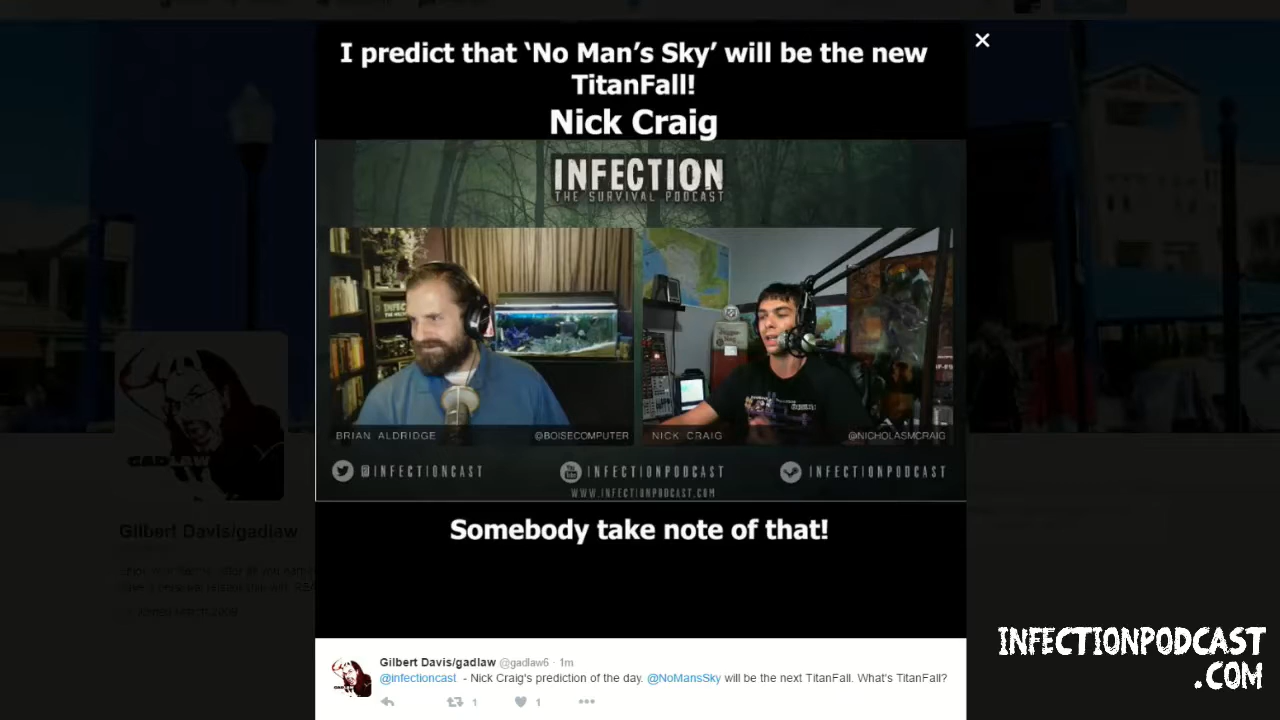 I predict that ‘No Man’s Sky’ will be the new
TitanFall!
Nick Craig
INFECTION
THE SURVIVAL PODCAST
BRIAN ALDRIDGE
@BOISECOMPUTER
NICK CRAIG
@NICHOLASMCRAIG
@INFECTIONCAST
INFECTIONPODCAST
INFECTIONPODCAST
WWW.INFECTIONPODCAST.COM
Somebody take note of that!
GADLAW
Gilbert Davis/gadlaw
Gilbert Davis/gadlaw @gadlaw6 · 1m
@infectioncast - Nick Craig's prediction of the day. @NoMansSky will be the next TitanFall. What's TitanFall?
1
1
INFECTIONPODCAST
.COM